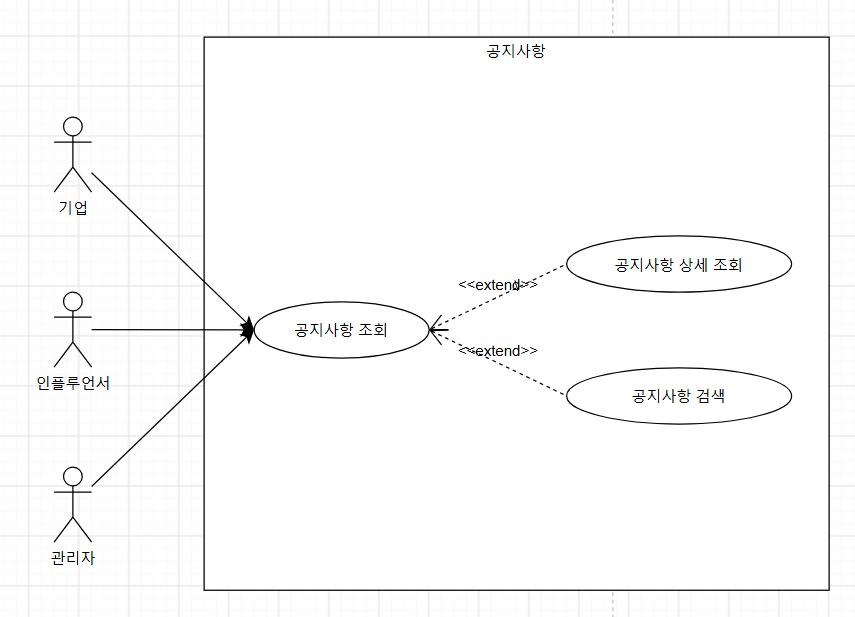 공지사항
기업
공지사항 상세 조회
<<extend>>
인플루언서
공지사항 조회
<<extend>>
공지사항 검색
관리자